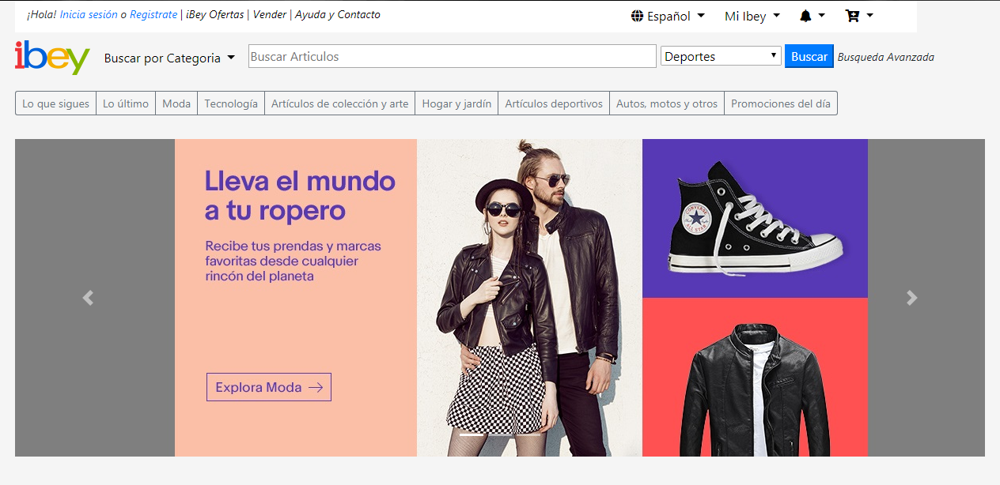 ¡Hola! Inicia sesión o Registrate | iBey Ofertas | Vender | Ayuda y Contacto
Español
Mi Ibey
ibey
Buscar por Categoria
Buscar Articulos
Deportes
Buscar
Busqueda Avanzada
Lo que sigues
Lo último
Moda
Tecnología
Artículos de colección y arte
Hogar y jardín
Artículos deportivos
Autos, motos y otros
Promociones del día
Lleva el mundo
a tu ropero
Recibe tus prendas y marcas
favoritas desde cualquier
rincón del planeta
Explora Moda
CONVERSE
ALL STAR